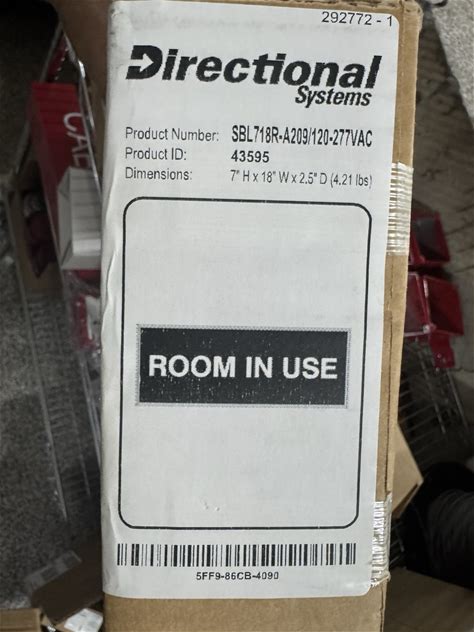 292772 - 1
Directional
Systems
Product Number: SBL718R-A209/120-277VAC
Product ID: 43595
Dimensions: 7" H x 18" W x 2.5" D (4.21 lbs)
ROOM IN USE
5FF9-86CB-4090